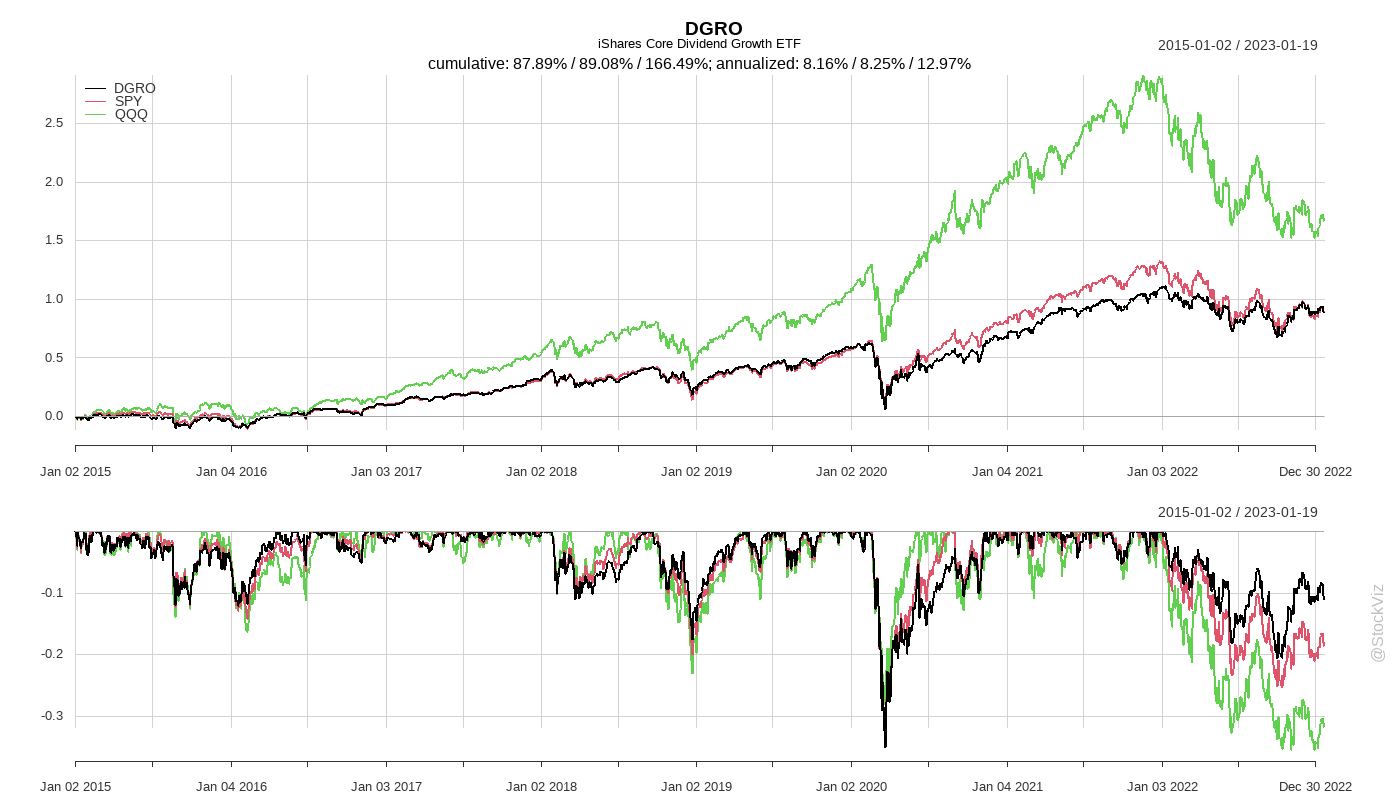 DGRO
iShares Core Dividend Growth ETF
2015-01-02 / 2023-01-19
cumulative: 87.89% / 89.08% / 166.49%; annualized: 8.16% / 8.25% / 12.97%
DGRO
SPY
QQQ
2.5
2.0
1.5
1.0
0.5
0.0
Jan 02 2015 Jan 04 2016 Jan 03 2017 Jan 02 2018 Jan 02 2019 Jan 02 2020 Jan 04 2021 Jan 03 2022 Dec 30 2022
2015-01-02 / 2023-01-19
-0.1
-0.2
-0.3
@StockViz
Jan 02 2015 Jan 04 2016 Jan 03 2017 Jan 02 2018 Jan 02 2019 Jan 02 2020 Jan 04 2021 Jan 03 2022 Dec 30 2022